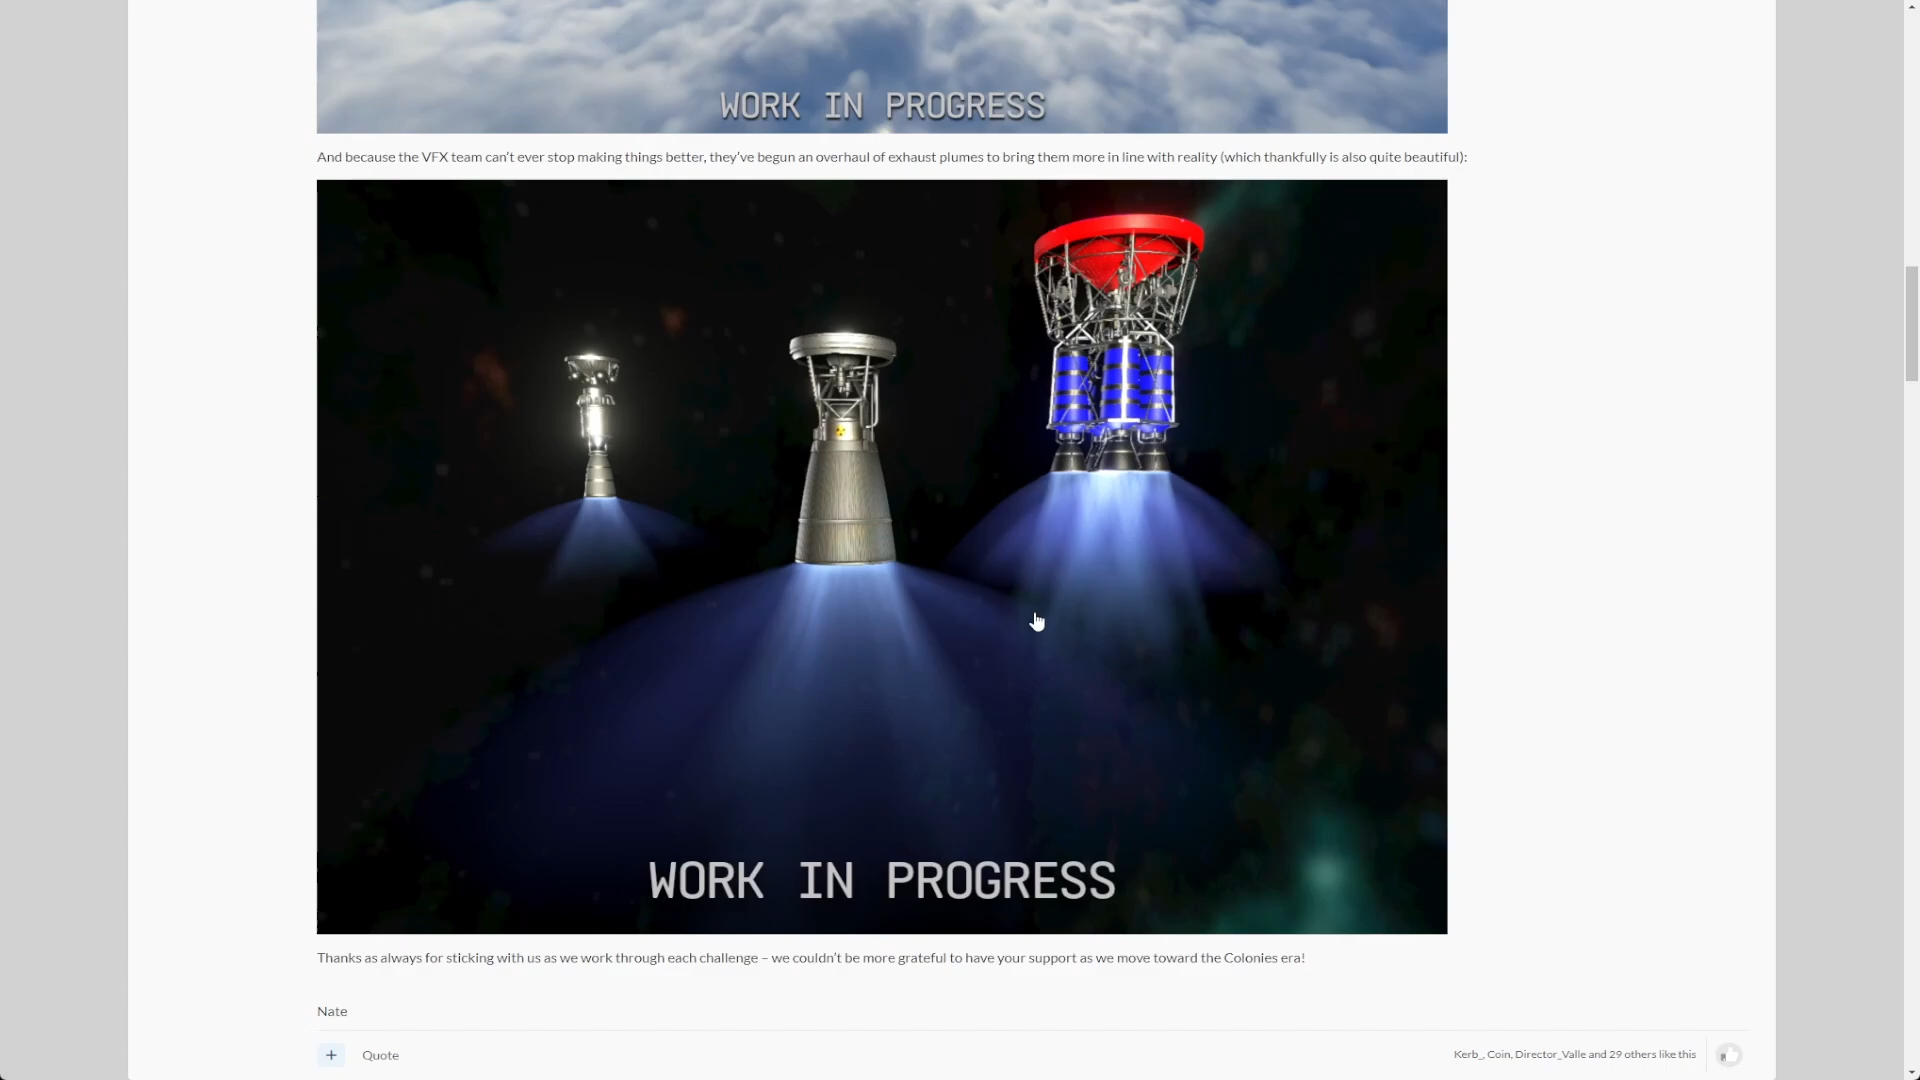 WORK IN PROGRESS
And because the VFX team can’t ever stop making things better, they’ve begun an overhaul of exhaust plumes to bring them more in line with reality (which thankfully is also quite beautiful):
WORK IN PROGRESS
Thanks as always for sticking with us as we work through each challenge – we couldn’t be more grateful to have your support as we move toward the Colonies era!
Nate
+ Quote
Kerb_, Coin, Director_Valle and 29 others like this